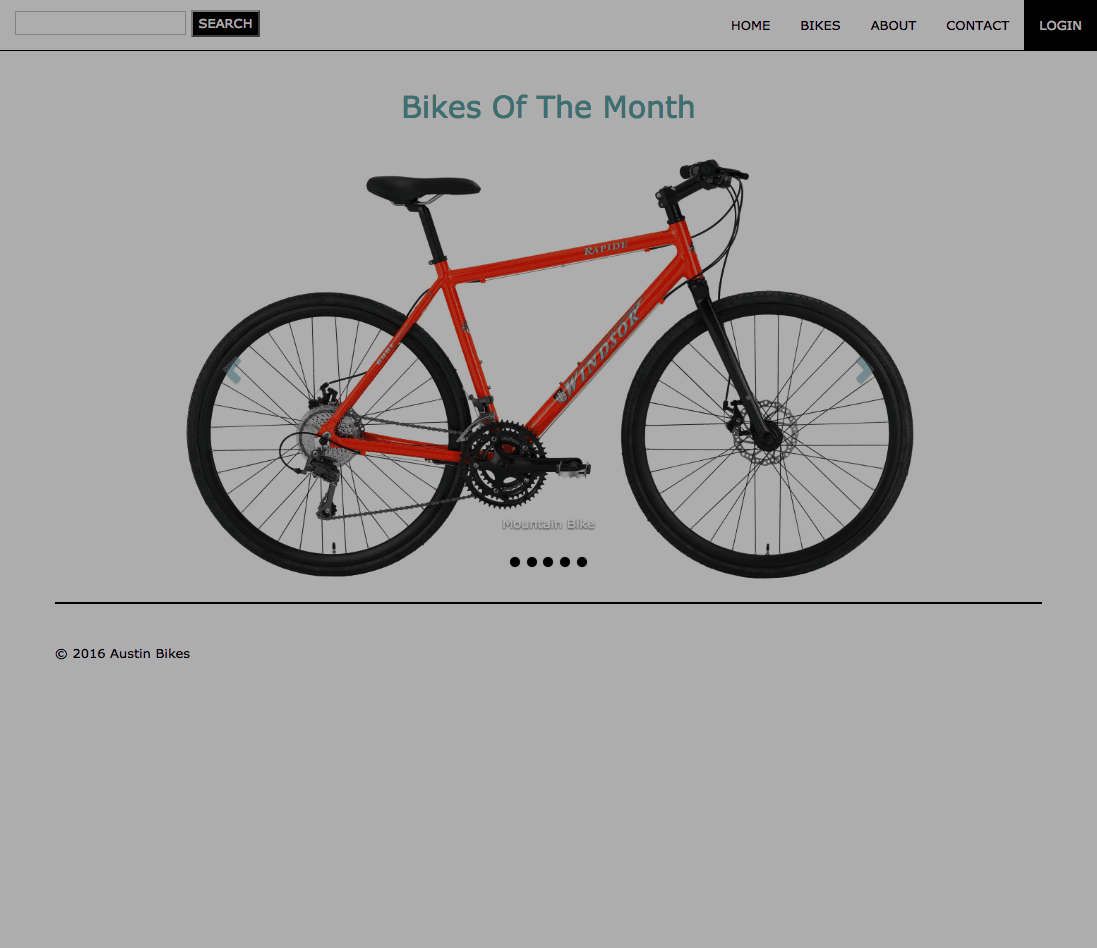 SEARCH
HOME BIKES ABOUT CONTACT LOGIN
Bikes Of The Month
RAPIDE
WINDSOR
Mountain Bike
© 2016 Austin Bikes